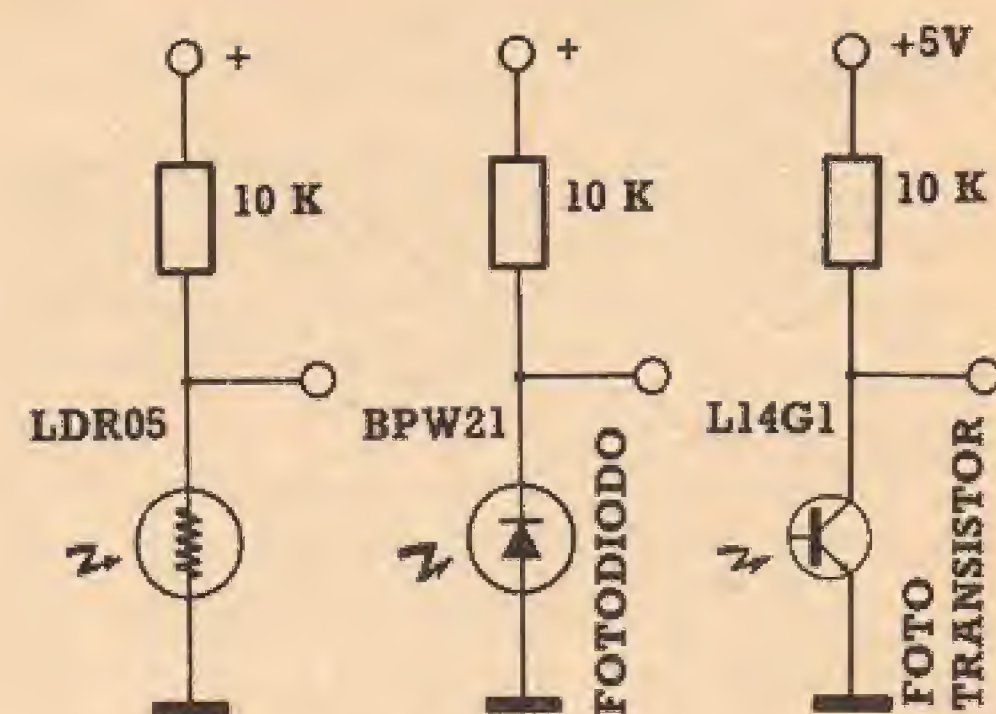 +
+
+5V
10 K
10 K
10 K
LDR05
BPW21
L14G1
FOTODIODO
FOTO
TRANSISTOR